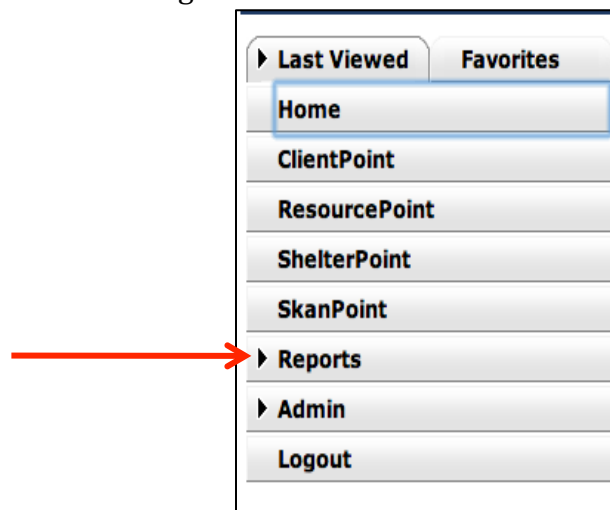 Last Viewed Favorites
Home
ClientPoint
ResourcePoint
ShelterPoint
SkanPoint
Reports
Admin
Logout